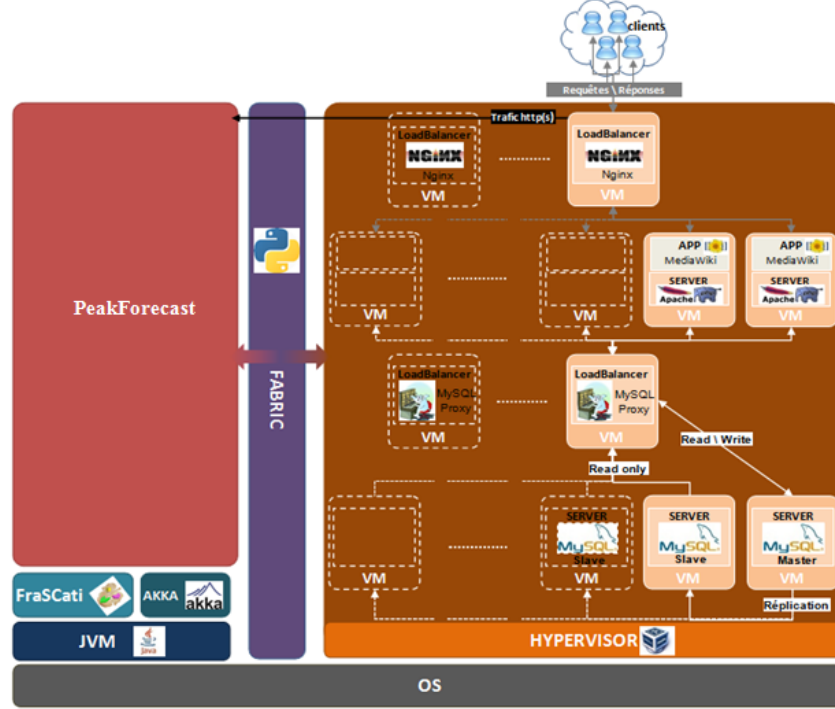 clients
Requêtes \ Réponses
Trafic http(s)
LoadBalancer
NGINX
Nginx
VM
LoadBalancer
NGINX
Nginx
VM
VM
VM
APP
MediaWiki
SERVER
Apache
VM
APP
MediaWiki
SERVER
Apache
VM
PeakForecast
FABRIC
LoadBalancer
MySQL
Proxy
VM
LoadBalancer
MySQL
Proxy
VM
Read \ Write
Read only
VM
SERVER
MySQL
Slave
VM
SERVER
MySQL
Slave
VM
SERVER
MySQL
Master
VM
Réplication
FraSCati
AKKA
akka
JVM
Java
HYPERVISOR
OS